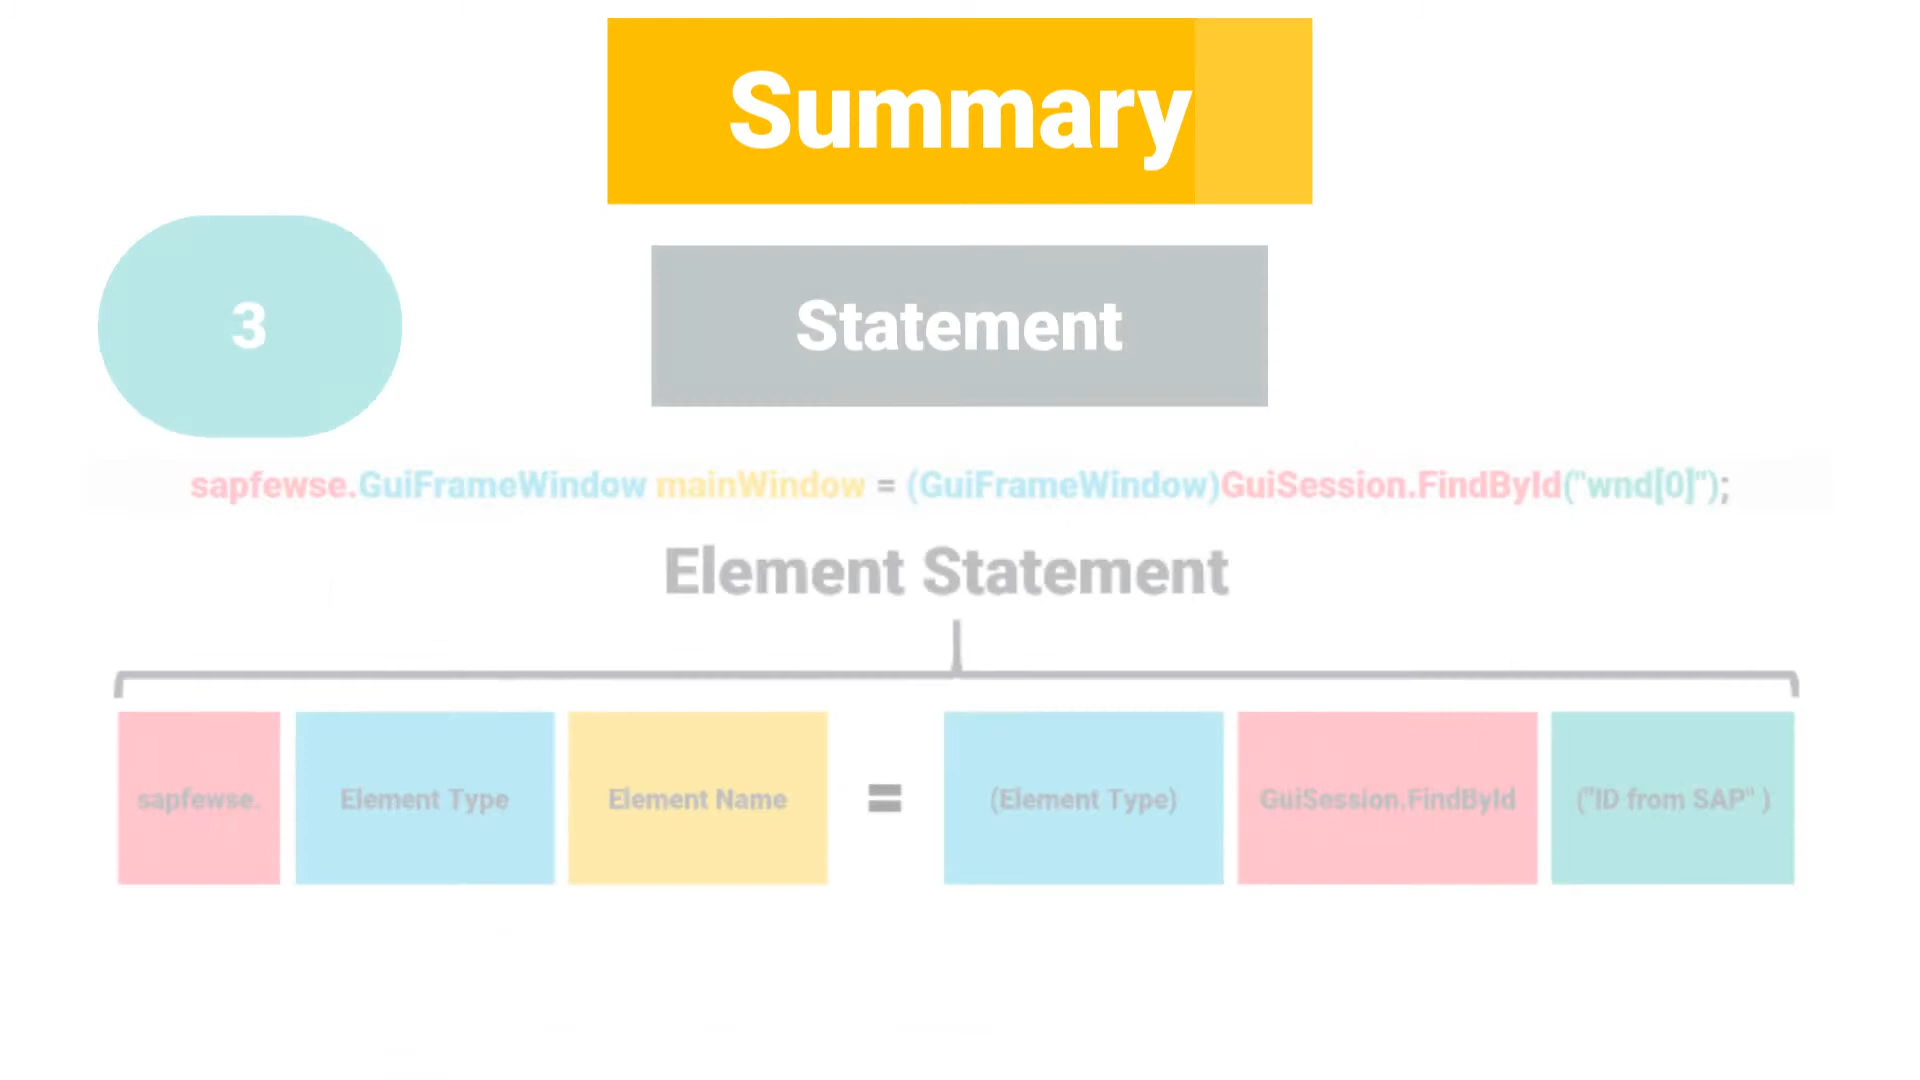 Summary
3
Statement
sapfewse.GuiFrameWindow mainWindow = (GuiFrameWindow)GuiSession.FindById("wnd[0]");
Element Statement
sapfewse. Element Type Element Name = (Element Type) GuiSession.FindById ("ID from SAP" )